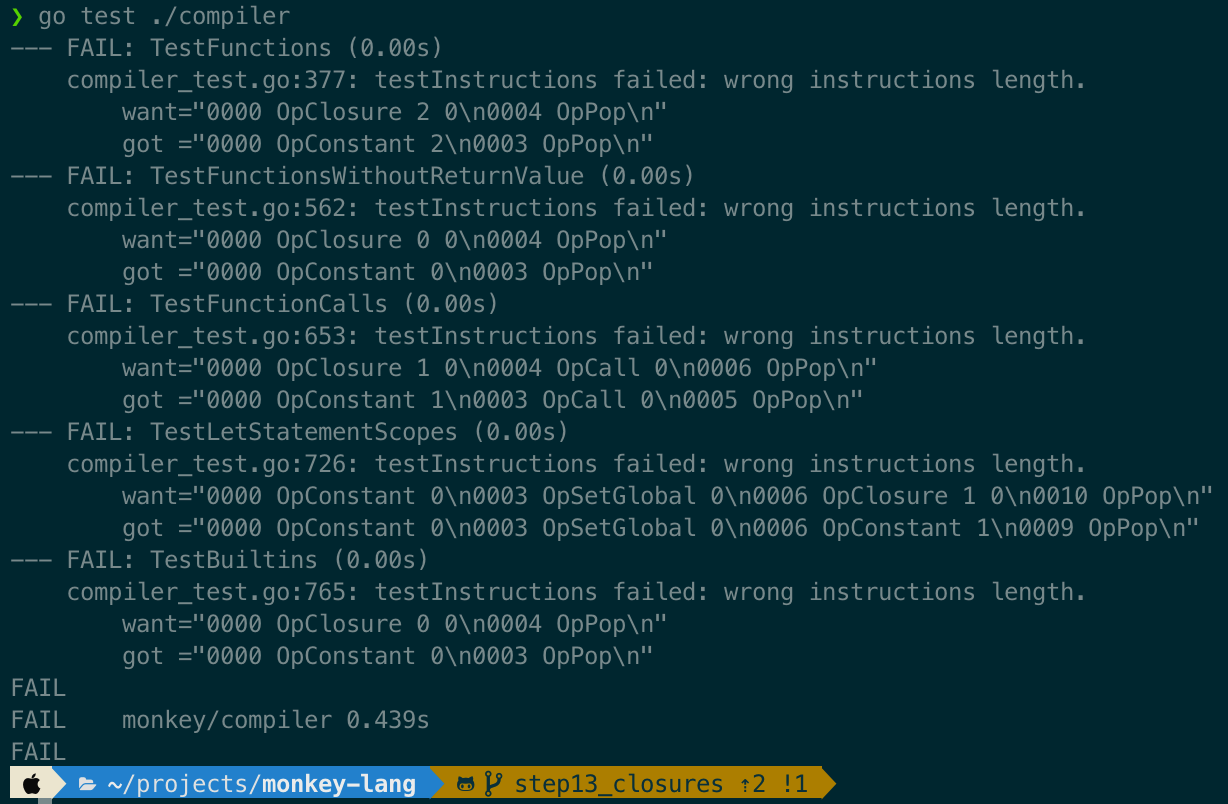 ❯ go test ./compiler
--- FAIL: TestFunctions (0.00s)
    compiler_test.go:377: testInstructions failed: wrong instructions length.
        want="0000 OpClosure 2 0\n0004 OpPop\n"
        got ="0000 OpConstant 2\n0003 OpPop\n"
--- FAIL: TestFunctionsWithoutReturnValue (0.00s)
    compiler_test.go:562: testInstructions failed: wrong instructions length.
        want="0000 OpClosure 0 0\n0004 OpPop\n"
        got ="0000 OpConstant 0\n0003 OpPop\n"
--- FAIL: TestFunctionCalls (0.00s)
    compiler_test.go:653: testInstructions failed: wrong instructions length.
        want="0000 OpClosure 1 0\n0004 OpCall 0\n0006 OpPop\n"
        got ="0000 OpConstant 1\n0003 OpCall 0\n0005 OpPop\n"
--- FAIL: TestLetStatementScopes (0.00s)
    compiler_test.go:726: testInstructions failed: wrong instructions length.
        want="0000 OpConstant 0\n0003 OpSetGlobal 0\n0006 OpClosure 1 0\n0010 OpPop\n"
        got ="0000 OpConstant 0\n0003 OpSetGlobal 0\n0006 OpConstant 1\n0009 OpPop\n"
--- FAIL: TestBuiltins (0.00s)
    compiler_test.go:765: testInstructions failed: wrong instructions length.
        want="0000 OpClosure 0 0\n0004 OpPop\n"
        got ="0000 OpConstant 0\n0003 OpPop\n"
FAIL
FAIL    monkey/compiler 0.439s
FAIL
~/projects/monkey-lang step13_closures ⇡2 !1